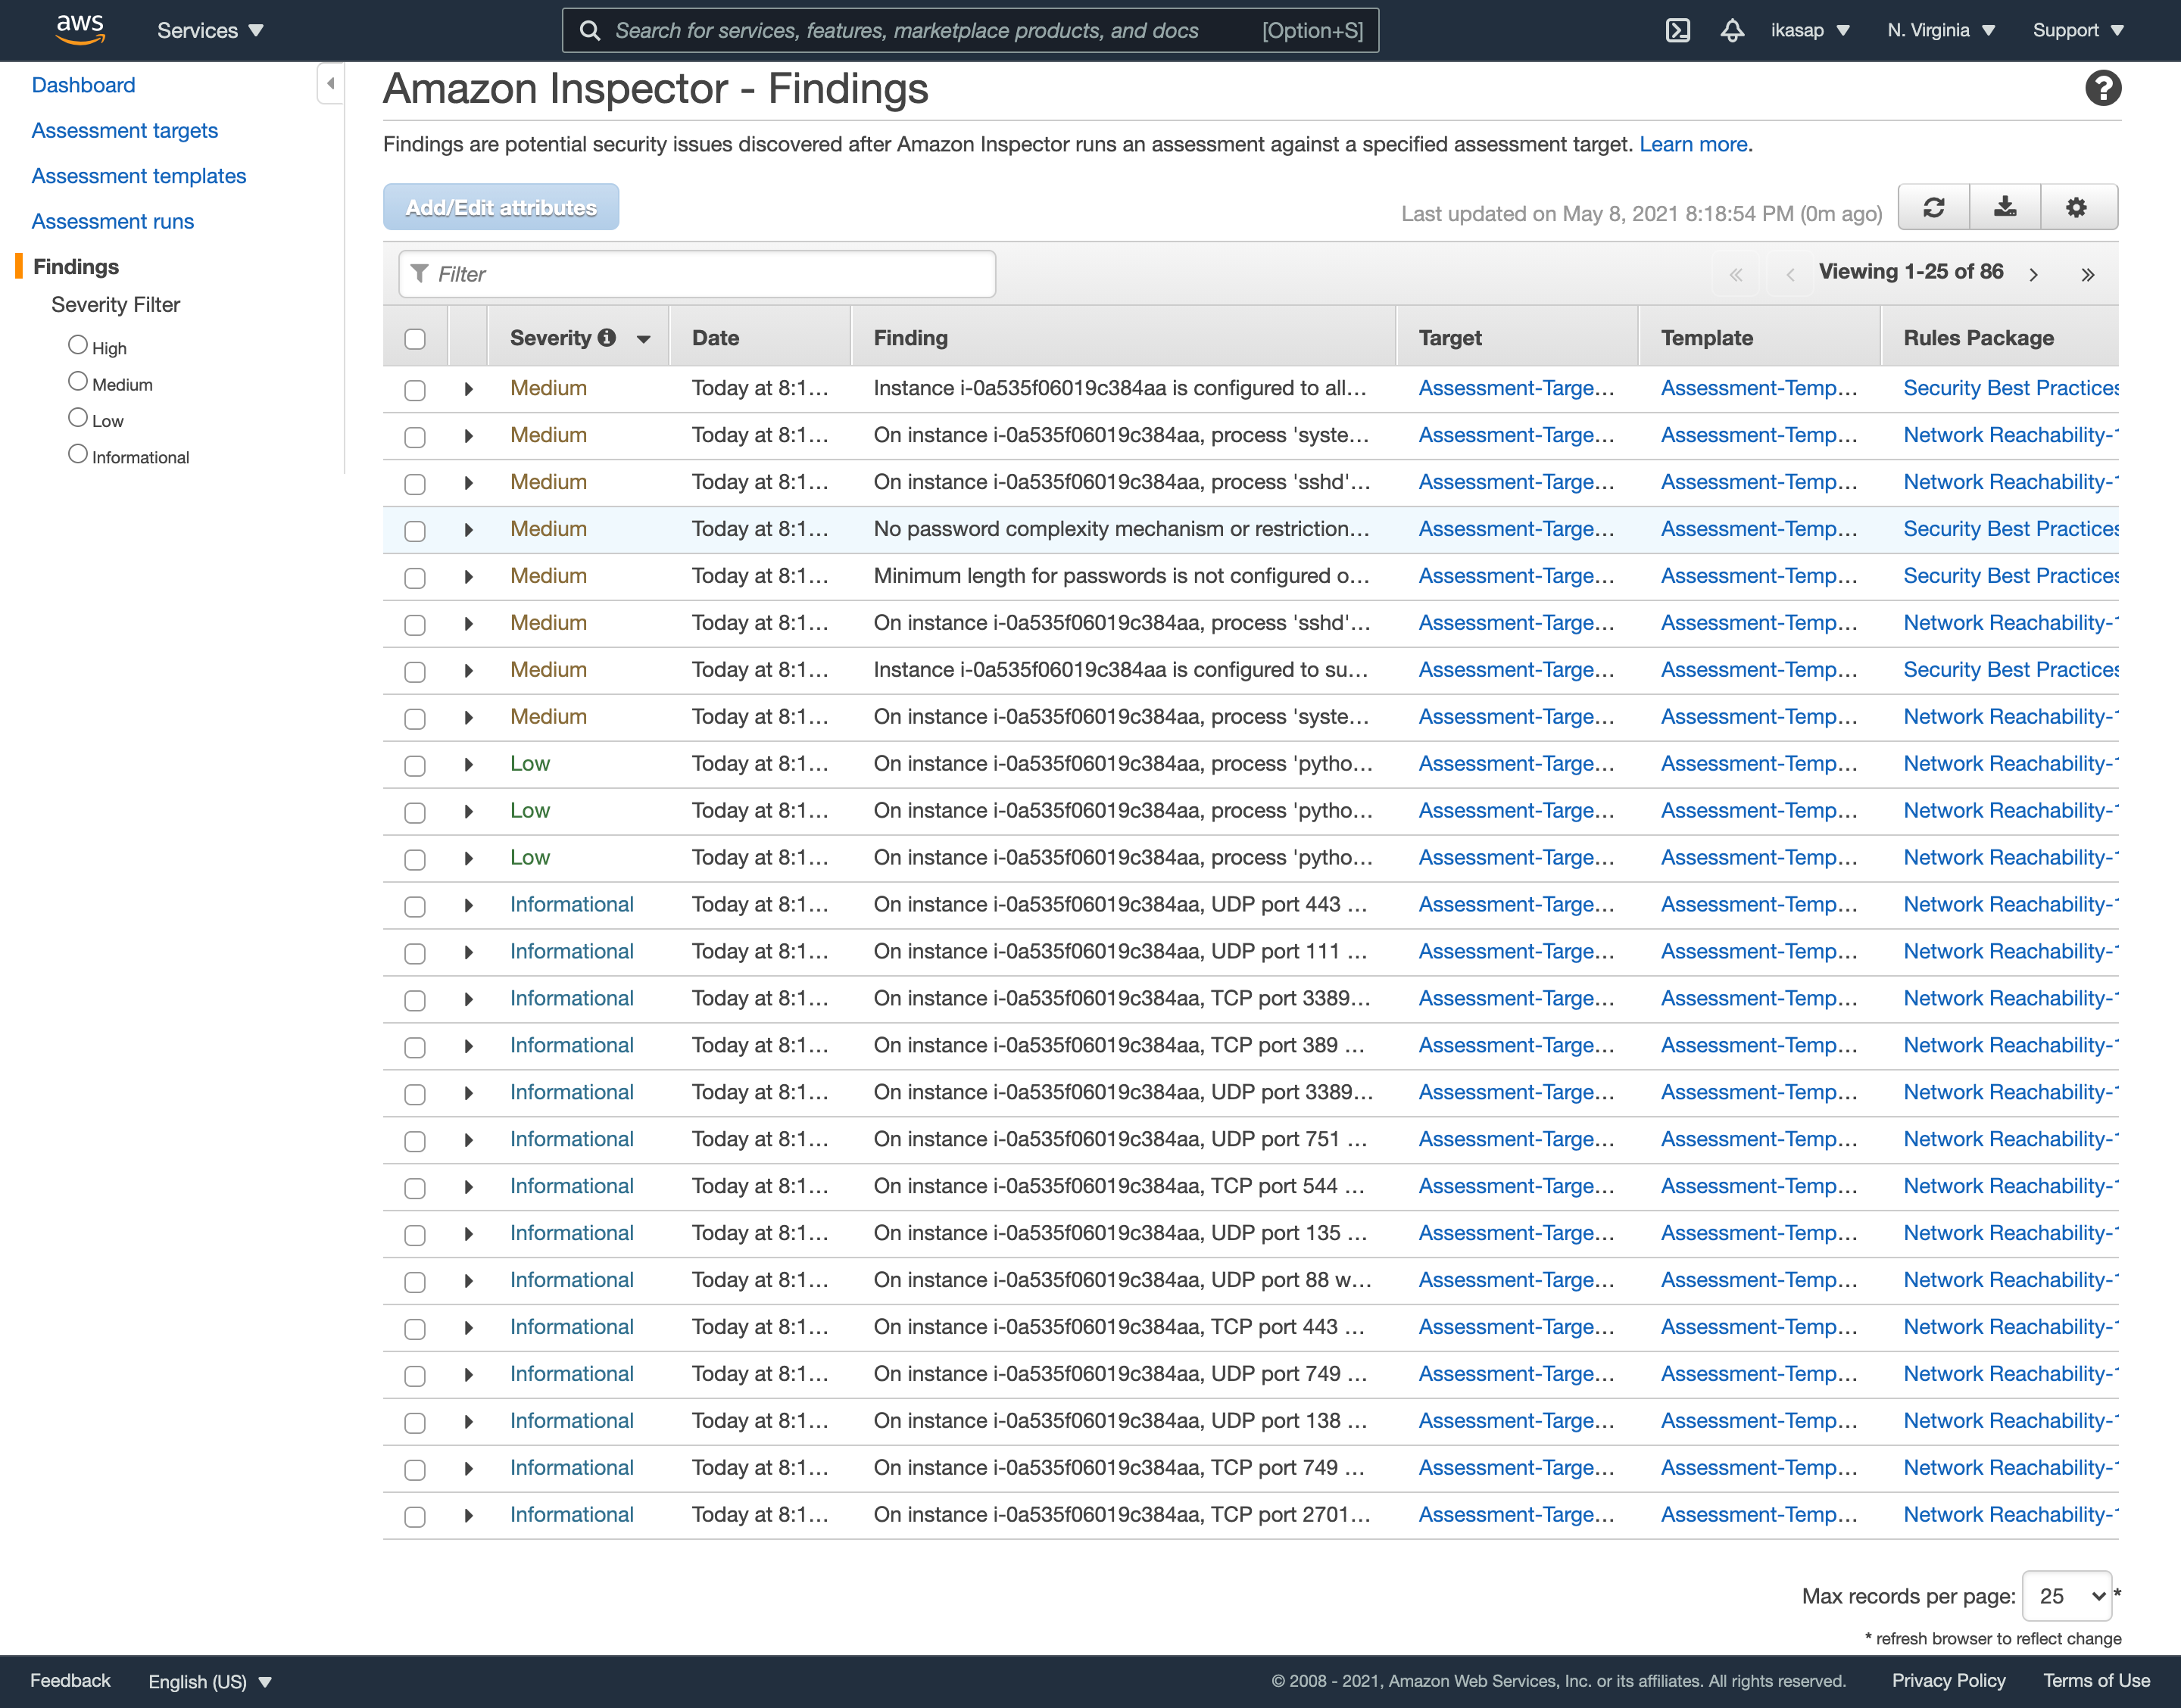 aws Services Search for services, features, marketplace products, and docs [Option+S] ikasap N. Virginia Support
Dashboard
Assessment targets
Assessment templates
Assessment runs
Findings
Severity Filter
High
Medium
Low
Informational
Amazon Inspector - Findings
Findings are potential security issues discovered after Amazon Inspector runs an assessment against a specified assessment target. Learn more.
Add/Edit attributes Last updated on May 8, 2021 8:18:54 PM (0m ago)
Filter « ‹ Viewing 1-25 of 86 › »
Severity Date Finding Target Template Rules Package
Medium Today at 8:1... Instance i-0a535f06019c384aa is configured to all... Assessment-Targe... Assessment-Temp... Security Best Practices
Medium Today at 8:1... On instance i-0a535f06019c384aa, process 'syste... Assessment-Targe... Assessment-Temp... Network Reachability-1
Medium Today at 8:1... On instance i-0a535f06019c384aa, process 'sshd'... Assessment-Targe... Assessment-Temp... Network Reachability-1
Medium Today at 8:1... No password complexity mechanism or restriction... Assessment-Targe... Assessment-Temp... Security Best Practices
Medium Today at 8:1... Minimum length for passwords is not configured o... Assessment-Targe... Assessment-Temp... Security Best Practices
Medium Today at 8:1... On instance i-0a535f06019c384aa, process 'sshd'... Assessment-Targe... Assessment-Temp... Network Reachability-1
Medium Today at 8:1... Instance i-0a535f06019c384aa is configured to su... Assessment-Targe... Assessment-Temp... Security Best Practices
Medium Today at 8:1... On instance i-0a535f06019c384aa, process 'syste... Assessment-Targe... Assessment-Temp... Network Reachability-1
Low Today at 8:1... On instance i-0a535f06019c384aa, process 'pytho... Assessment-Targe... Assessment-Temp... Network Reachability-1
Low Today at 8:1... On instance i-0a535f06019c384aa, process 'pytho... Assessment-Targe... Assessment-Temp... Network Reachability-1
Low Today at 8:1... On instance i-0a535f06019c384aa, process 'pytho... Assessment-Targe... Assessment-Temp... Network Reachability-1
Informational Today at 8:1... On instance i-0a535f06019c384aa, UDP port 443 ... Assessment-Targe... Assessment-Temp... Network Reachability-1
Informational Today at 8:1... On instance i-0a535f06019c384aa, UDP port 111 ... Assessment-Targe... Assessment-Temp... Network Reachability-1
Informational Today at 8:1... On instance i-0a535f06019c384aa, TCP port 3389... Assessment-Targe... Assessment-Temp... Network Reachability-1
Informational Today at 8:1... On instance i-0a535f06019c384aa, TCP port 389 ... Assessment-Targe... Assessment-Temp... Network Reachability-1
Informational Today at 8:1... On instance i-0a535f06019c384aa, UDP port 3389... Assessment-Targe... Assessment-Temp... Network Reachability-1
Informational Today at 8:1... On instance i-0a535f06019c384aa, UDP port 751 ... Assessment-Targe... Assessment-Temp... Network Reachability-1
Informational Today at 8:1... On instance i-0a535f06019c384aa, TCP port 544 ... Assessment-Targe... Assessment-Temp... Network Reachability-1
Informational Today at 8:1... On instance i-0a535f06019c384aa, UDP port 135 ... Assessment-Targe... Assessment-Temp... Network Reachability-1
Informational Today at 8:1... On instance i-0a535f06019c384aa, UDP port 88 w... Assessment-Targe... Assessment-Temp... Network Reachability-1
Informational Today at 8:1... On instance i-0a535f06019c384aa, TCP port 443 ... Assessment-Targe... Assessment-Temp... Network Reachability-1
Informational Today at 8:1... On instance i-0a535f06019c384aa, UDP port 749 ... Assessment-Targe... Assessment-Temp... Network Reachability-1
Informational Today at 8:1... On instance i-0a535f06019c384aa, UDP port 138 ... Assessment-Targe... Assessment-Temp... Network Reachability-1
Informational Today at 8:1... On instance i-0a535f06019c384aa, TCP port 749 ... Assessment-Targe... Assessment-Temp... Network Reachability-1
Informational Today at 8:1... On instance i-0a535f06019c384aa, TCP port 2701... Assessment-Targe... Assessment-Temp... Network Reachability-1
Max records per page: 25 *
* refresh browser to reflect change
Feedback English (US) © 2008 - 2021, Amazon Web Services, Inc. or its affiliates. All rights reserved. Privacy Policy Terms of Use